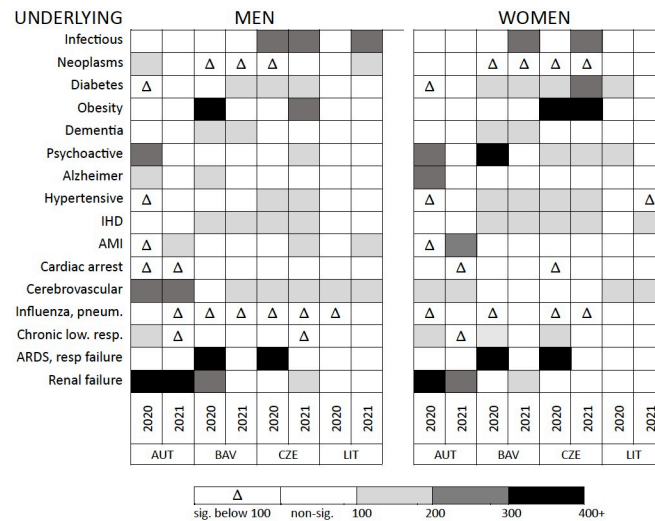 UNDERLYING MEN WOMEN
Infectious
Neoplasms Δ Δ Δ Δ Δ Δ Δ
Diabetes Δ Δ
Obesity
Dementia
Psychoactive
Alzheimer
Hypertensive Δ Δ Δ
IHD
AMI Δ Δ
Cardiac arrest Δ Δ Δ Δ
Cerebrovascular
Influenza, pneum. Δ Δ Δ Δ Δ Δ Δ Δ Δ Δ
Chronic low. resp. Δ Δ Δ
ARDS, resp failure
Renal failure
2020 2021 2020 2021 2020 2021 2020 2021 2020 2021 2020 2021 2020 2021 2020 2021
AUT BAV CZE LIT AUT BAV CZE LIT
Δ
sig. below 100 non-sig. 100 200 300 400+